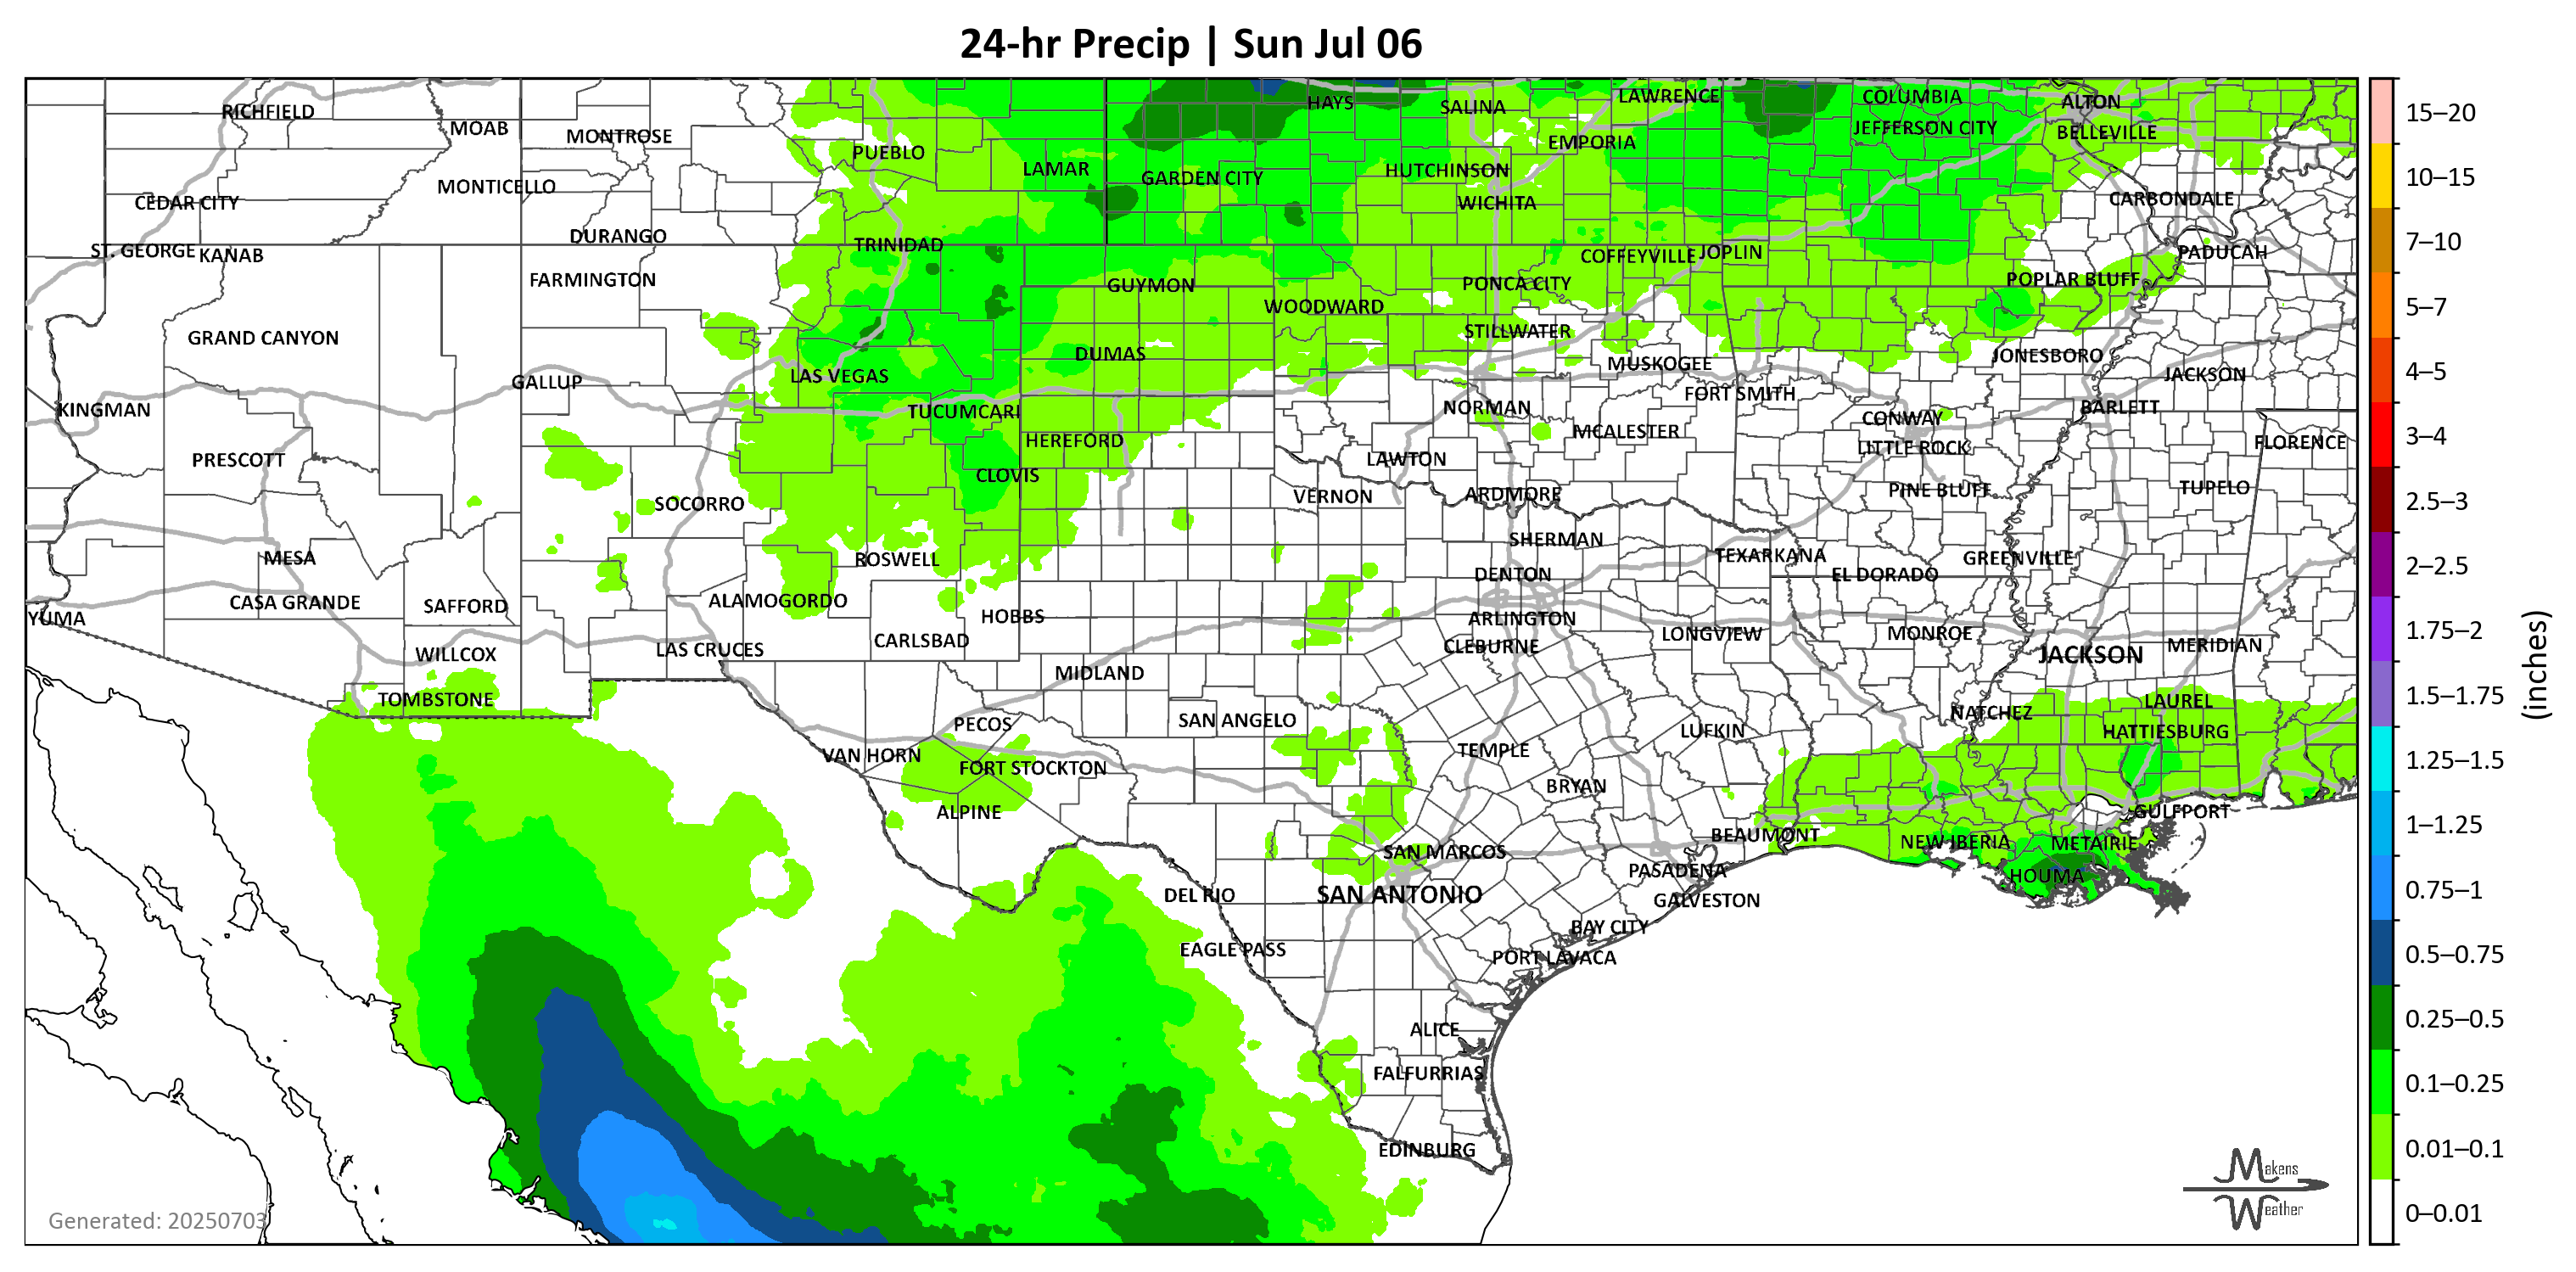 24-hr Precip | Sun Jul 06
RICHFIELD
MOAB
MONTROSE
PUEBLO
LAMAR
HAYS
SALINA
LAWRENCE
COLUMBIA
ALTON
GARDEN CITY
HUTCHINSON
EMPORIA
JEFFERSON CITY
BELLEVILLE
CEDAR CITY
MONTICELLO
WICHITA
CARBONDALE
ST. GEORGE
KANAB
DURANGO
TRINIDAD
COFFEYVILLE
JOPLIN
PADUCAH
FARMINGTON
GUYMON
WOODWARD
PONCA CITY
POPLAR BLUFF
GRAND CANYON
DUMAS
STILLWATER
JONESBORO
GALLUP
LAS VEGAS
MUSKOGEE
JACKSON
KINGMAN
TUCUMCARI
NORMAN
FORT SMITH
CONWAY
BARLETT
PRESCOTT
HEREFORD
LAWTON
MCALESTER
LITTLE ROCK
FLORENCE
SOCORRO
CLOVIS
VERNON
ARDMORE
PINE BLUFF
TUPELO
MESA
ROSWELL
SHERMAN
TEXARKANA
GREENVILLE
DENTON
EL DORADO
YUMA
CASA GRANDE
SAFFORD
ALAMOGORDO
HOBBS
ARLINGTON
WILLCOX
LAS CRUCES
CARLSBAD
CLEBURNE
LONGVIEW
MONROE
JACKSON
MERIDIAN
TOMBSTONE
MIDLAND
PECOS
SAN ANGELO
LUFKIN
NATCHEZ
LAUREL
VAN HORN
FORT STOCKTON
TEMPLE
HATTIESBURG
ALPINE
BRYAN
GULFPORT
BEAUMONT
NEW IBERIA
METAIRIE
SAN MARCOS
PASADENA
HOUMA
DEL RIO
SAN ANTONIO
GALVESTON
EAGLE PASS
BAY CITY
PORT LAVACA
ALICE
FALFURRIAS
EDINBURG
Generated: 20250703
Makens
Weather
15–20
10–15
7–10
5–7
4–5
3–4
2.5–3
2–2.5
1.75–2
1.5–1.75
1.25–1.5
1–1.25
0.75–1
0.5–0.75
0.25–0.5
0.1–0.25
0.01–0.1
0–0.01
(inches)